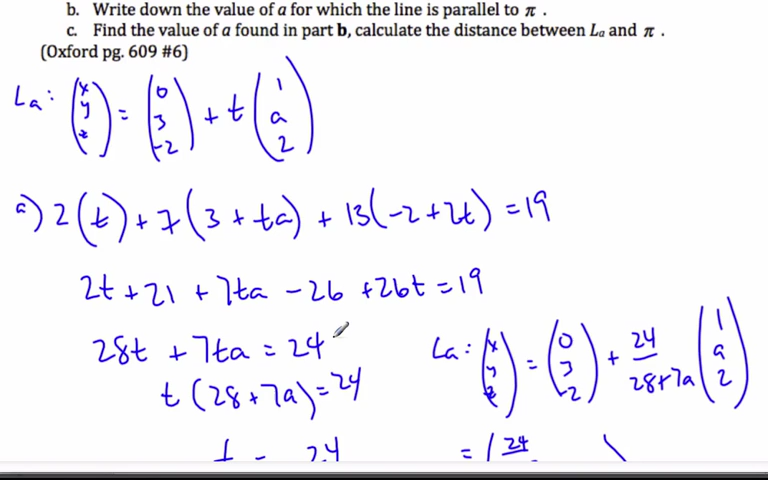 b. Write down the value of a for which the line is parallel to π .
c. Find the value of a found in part b, calculate the distance between Lₐ and π .
(Oxford pg. 609 #6)
Lₐ : (x y z) = (0 3 -2) + t (1 a 2)
a) 2(t) + 7(3 + ta) + 13(-2 + 2t) = 19
2t + 21 + 7ta - 26 + 26t = 19
28t + 7ta = 24
t (28 + 7a) = 24
Lₐ : (x y z) = (0 3 -2) + 24/(28+7a) (1 a 2)
t = 24
= ( 24